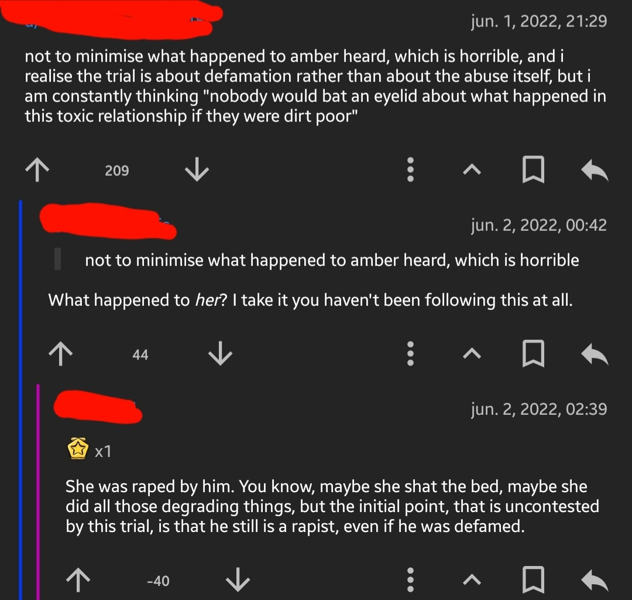 jun. 1, 2022, 21:29
not to minimise what happened to amber heard, which is horrible, and i
realise the trial is about defamation rather than about the abuse itself, but i
am constantly thinking "nobody would bat an eyelid about what happened in
this toxic relationship if they were dirt poor"
209
jun. 2, 2022, 00:42
not to minimise what happened to amber heard, which is horrible
What happened to her? I take it you haven't been following this at all.
44
jun. 2, 2022, 02:39
x1
She was raped by him. You know, maybe she shat the bed, maybe she
did all those degrading things, but the initial point, that is uncontested
by this trial, is that he still is a rapist, even if he was defamed.
-40